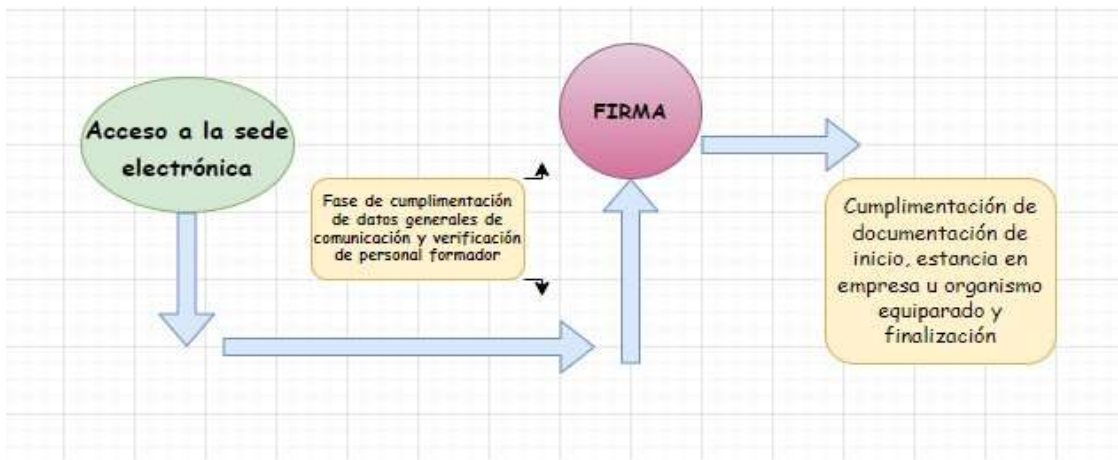 Acceso a la sede
electrónica
Fase de cumplimentación
de datos generales de
comunicación y verificación
de personal formador
FIRMA
Cumplimentación de
documentación de
inicio, estancia en
empresa u organismo
equiparado y
finalización